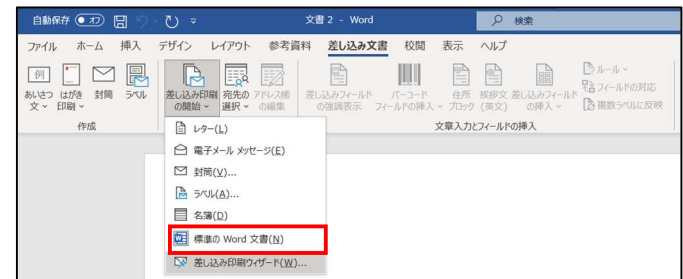 自動保存 オフ 文書 2 - Word 検索
ファイル ホーム 挿入 デザイン レイアウト 参考資料 差し込み文書 校閲 表示 ヘルプ
例
あいさつ文 はがき印刷 封筒 ラベル
差し込み印刷の開始 宛先の選択 アドレス帳の編集
差し込みフィールドの強調表示 バーコードフィールドの挿入 住所ブロック 挨拶文(英文) 差し込みフィールドの挿入
ルール
フィールドの対応
複数ラベルに反映
作成 文章入力とフィールドの挿入
レター(L)
電子メール メッセージ(E)
封筒(V)...
ラベル(A)...
名簿(D)
標準の Word 文書(N)
差し込み印刷ウィザード(W)...